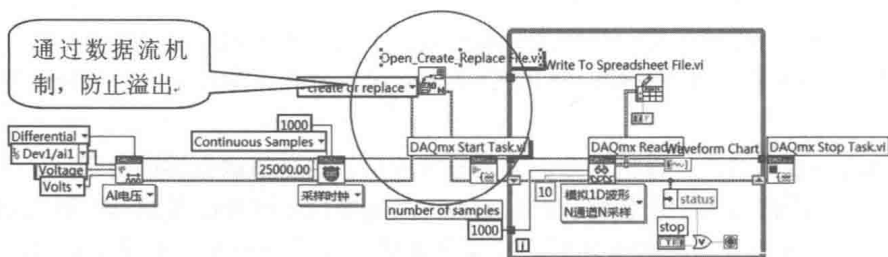 通过数据流机
制，防止溢出
Open_Create_Replace File.vi
create or replace
Write To Spreadsheet File.vi
Differential
Dev1/ai1
Voltage
Volts
AI电压
1000
Continuous Samples
25000.00
采样时钟
DAQmx Start Task.vi
number of samples
1000
DAQmx Read
Waveform Chart
10
模拟1D波形
N通道N采样
status
stop
i
DAQmx Stop Task.vi